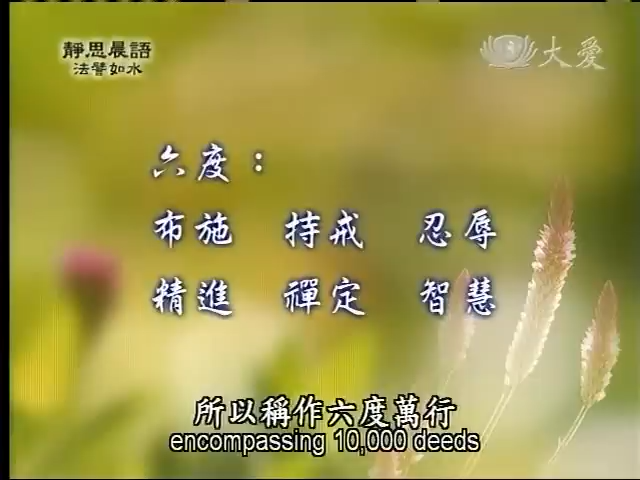 靜思晨語
法譬如水
大愛
六度：
布施 持戒 忍辱
精進 禪定 智慧
所以稱作六度萬行
encompassing 10,000 deeds